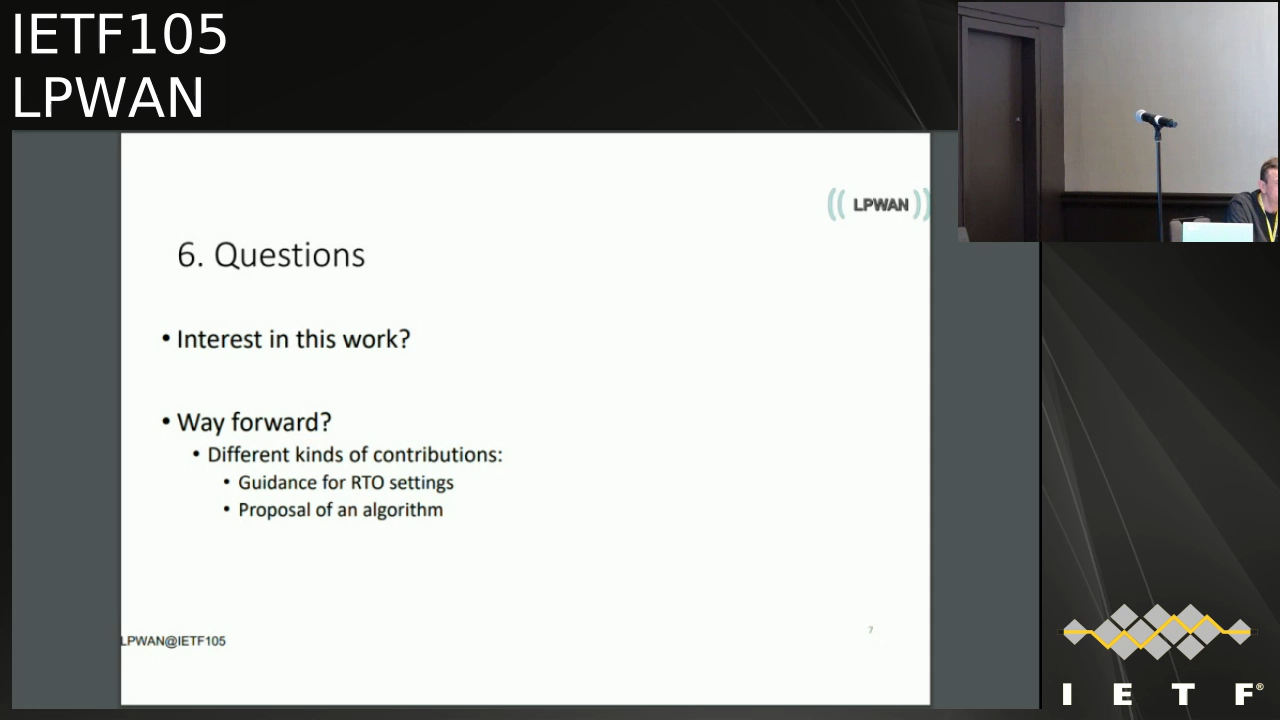 IETF105
LPWAN
LPWAN
6. Questions
• Interest in this work?
• Way forward?
• Different kinds of contributions:
• Guidance for RTO settings
• Proposal of an algorithm
LPWAN@IETF105
7
I E T F®